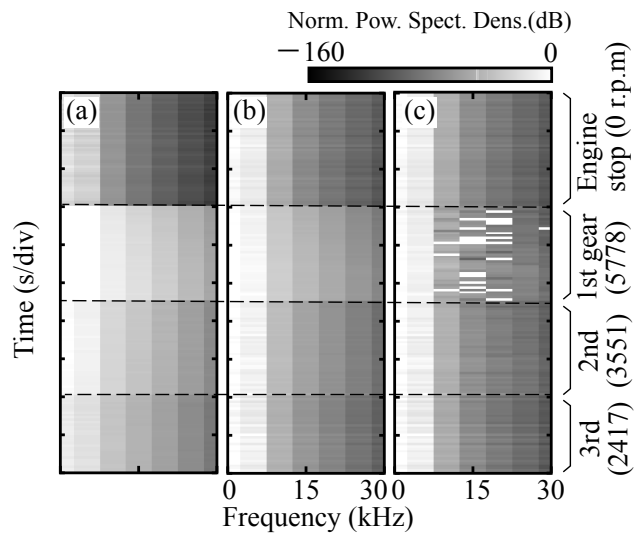 Norm. Pow. Spect. Dens.(dB)
−160
0
(a)
(b)
(c)
Time (s/div)
Engine
stop (0 r.p.m)
1st gear
(5778)
2nd
(3551)
3rd
(2417)
0
15
30
0
15
30
Frequency (kHz)